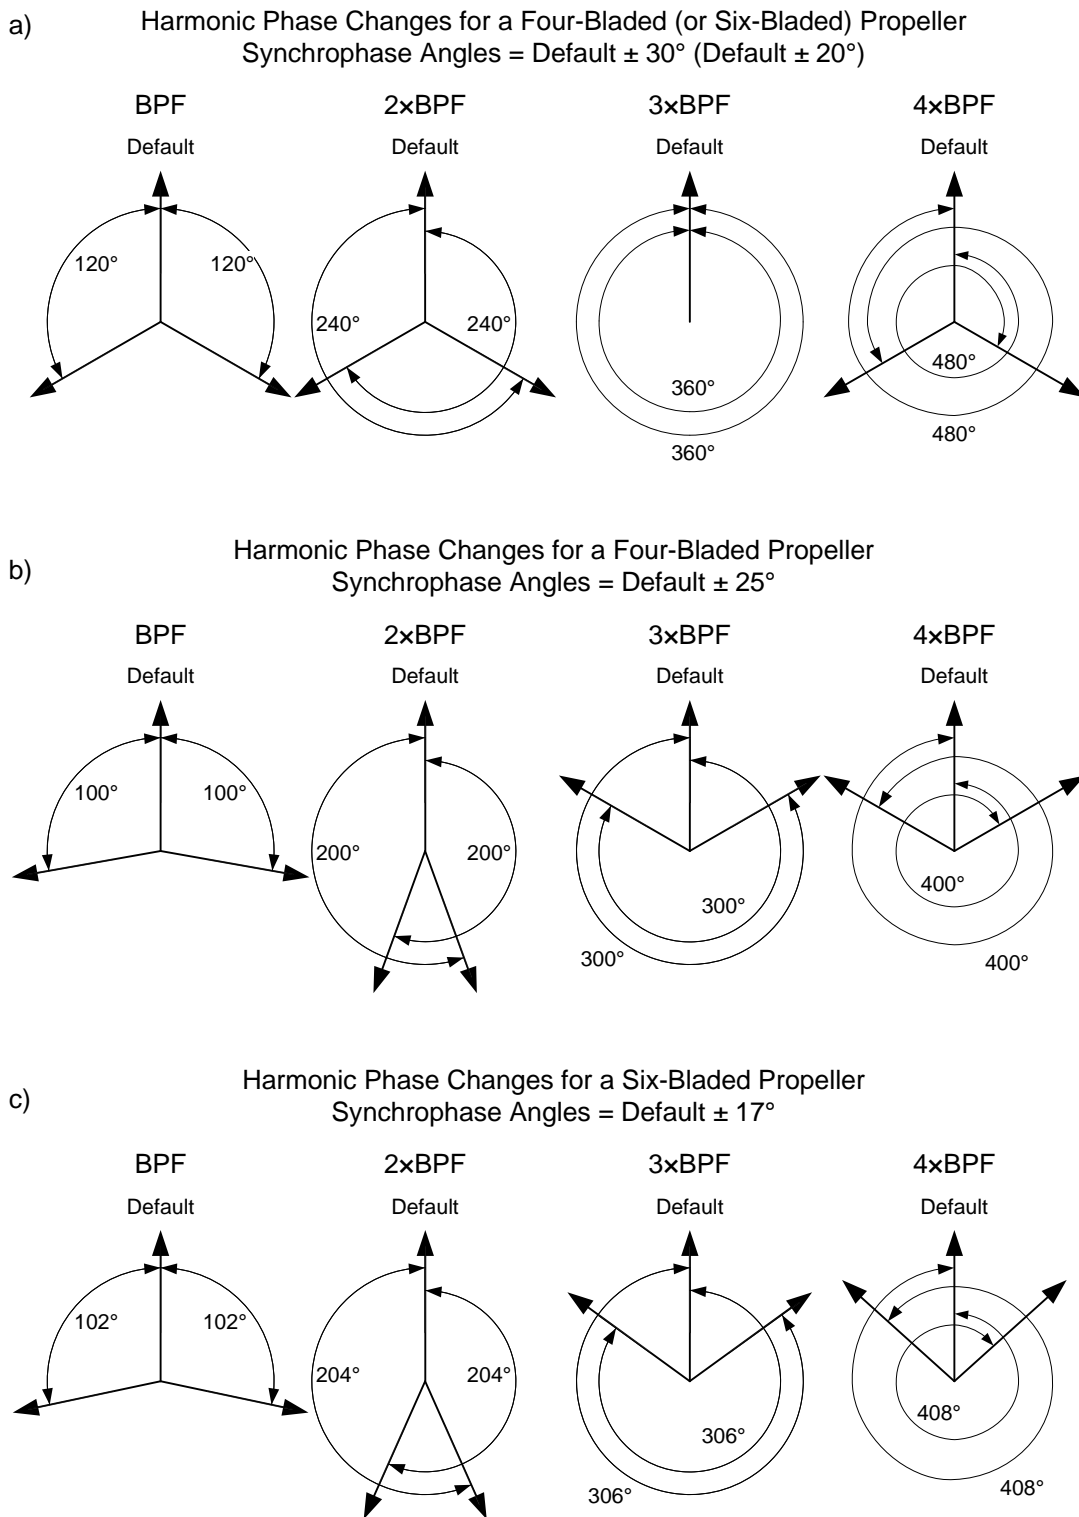 a)
Harmonic Phase Changes for a Four-Bladed (or Six-Bladed) Propeller
Synchrophase Angles = Default ± 30° (Default ± 20°)
BPF 2×BPF 3×BPF 4×BPF
Default Default Default Default
120° 120°
240° 240°
360°
360°
480°
480°
b)
Harmonic Phase Changes for a Four-Bladed Propeller
Synchrophase Angles = Default ± 25°
BPF 2×BPF 3×BPF 4×BPF
Default Default Default Default
100° 100°
200° 200°
300°
300°
400°
400°
c)
Harmonic Phase Changes for a Six-Bladed Propeller
Synchrophase Angles = Default ± 17°
BPF 2×BPF 3×BPF 4×BPF
Default Default Default Default
102° 102°
204° 204°
306°
306°
408°
408°